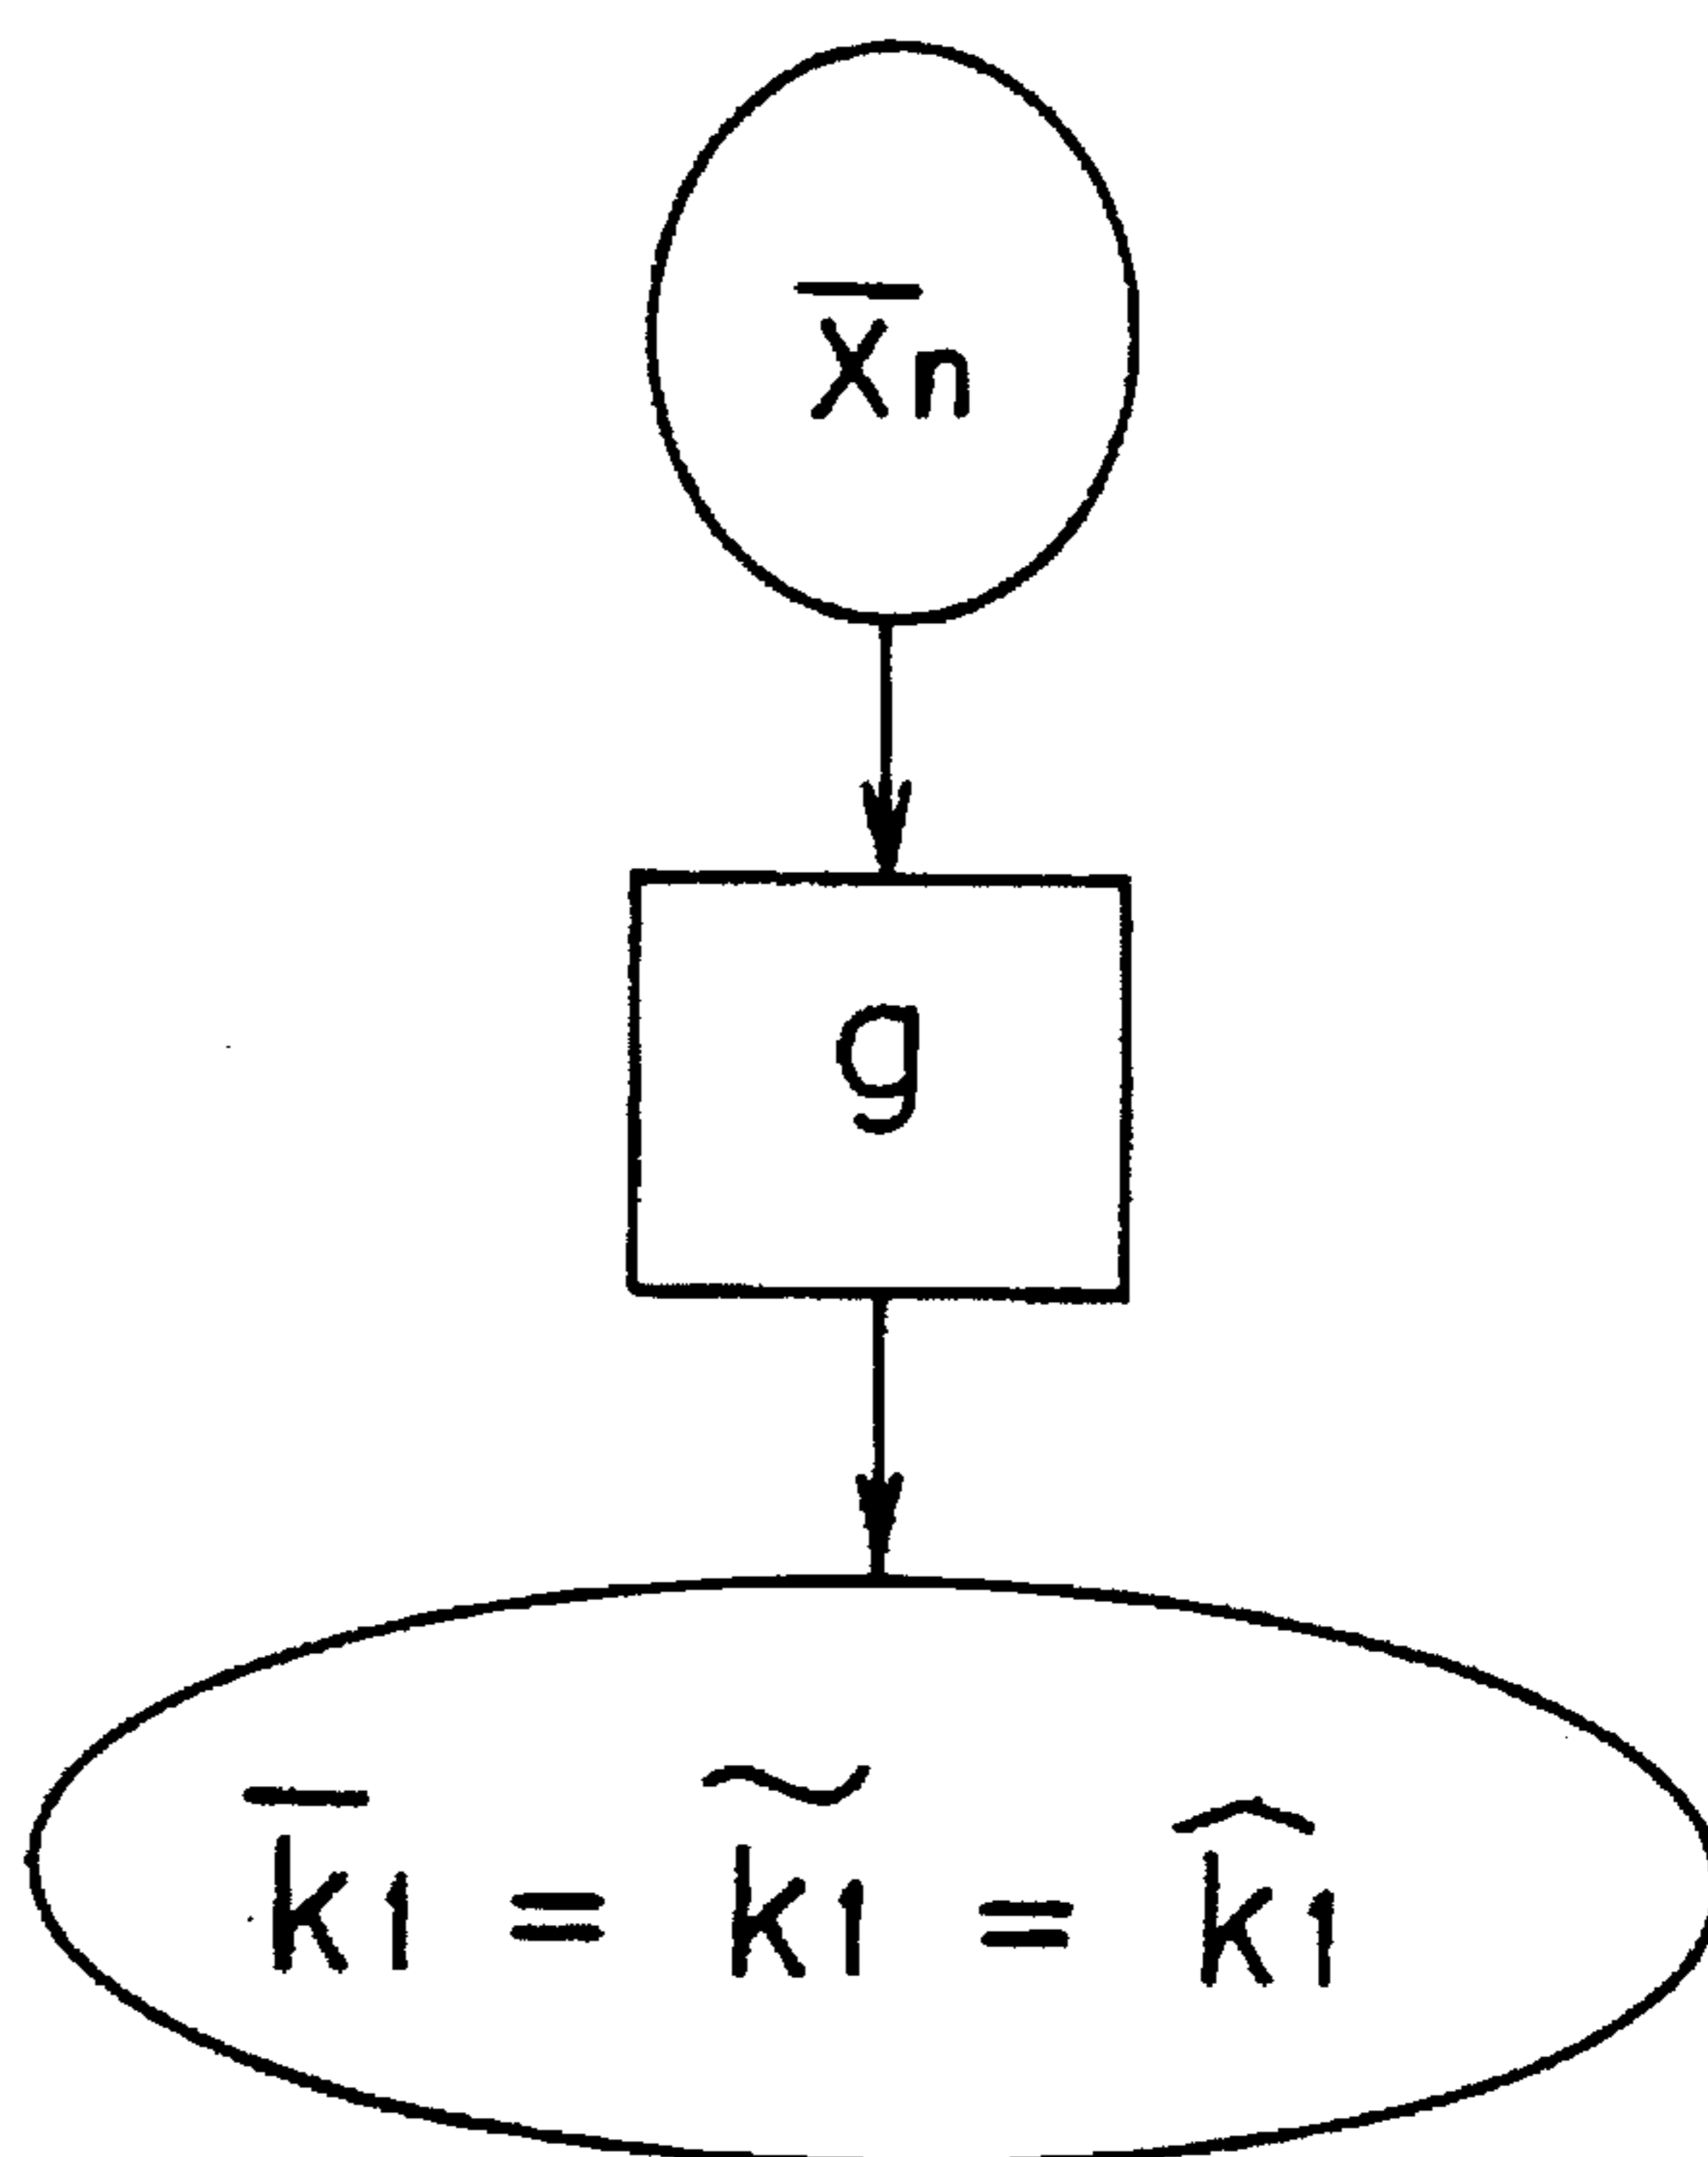 x̅n
g
k̅1 = k̃1 = k̂1